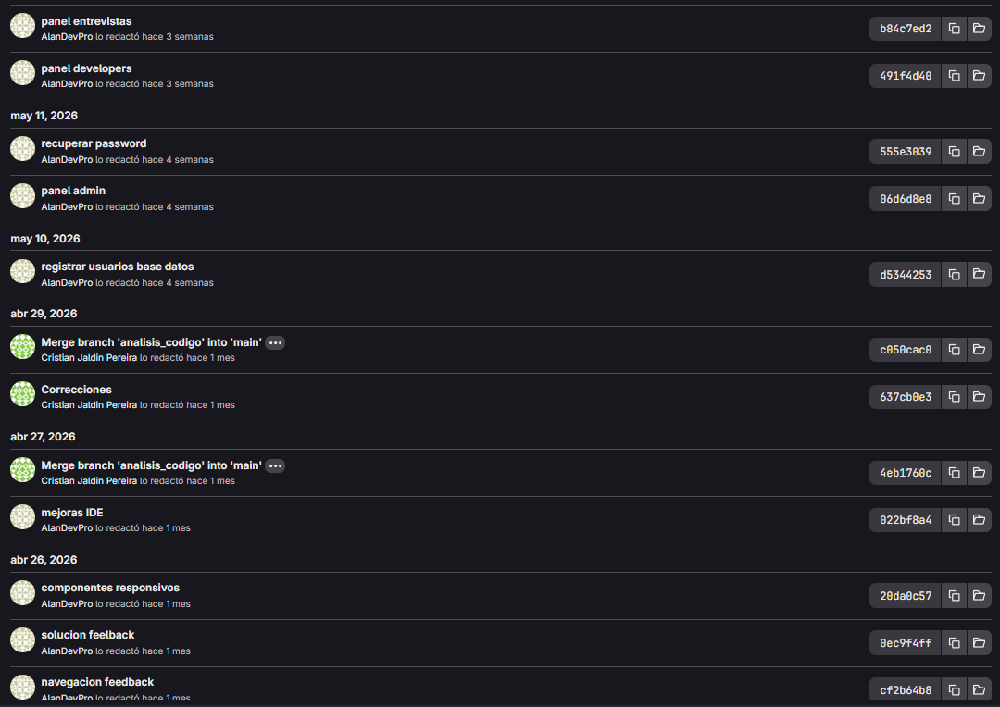 panel entrevistas
AlanDevPro lo redactó hace 3 semanas
b84c7ed2
panel developers
AlanDevPro lo redactó hace 3 semanas
491f4d40
may 11, 2026
recuperar password
AlanDevPro lo redactó hace 4 semanas
555e3039
panel admin
AlanDevPro lo redactó hace 4 semanas
06d6d8e8
may 10, 2026
registrar usuarios base datos
AlanDevPro lo redactó hace 4 semanas
d5344253
abr 29, 2026
Merge branch 'analisis_codigo' into 'main'
Cristian Jaldin Pereira lo redactó hace 1 mes
c050cac0
Correcciones
Cristian Jaldin Pereira lo redactó hace 1 mes
637cb0e3
abr 27, 2026
Merge branch 'analisis_codigo' into 'main'
Cristian Jaldin Pereira lo redactó hace 1 mes
4eb1760c
mejoras IDE
AlanDevPro lo redactó hace 1 mes
022bf8a4
abr 26, 2026
componentes responsivos
AlanDevPro lo redactó hace 1 mes
20da0c57
solucion feelback
AlanDevPro lo redactó hace 1 mes
0ec9f4ff
navegacion feedback
AlanDevPro lo redactó hace 1 mes
cf2b64b8